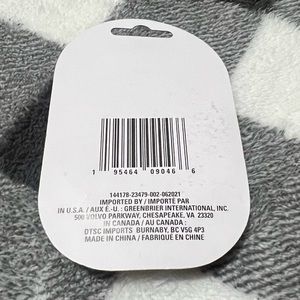 1 95464 09046 6
144178-23479-002-062021
IMPORTED BY / IMPORTÉ PAR
IN U.S.A. / AUX É.-U. : GREENBRIER INTERNATIONAL, INC.
500 VOLVO PARKWAY, CHESAPEAKE, VA 23320
IN CANADA / AU CANADA :
DTSC IMPORTS BURNABY, BC V5G 4P3
MADE IN CHINA / FABRIQUÉ EN CHINE